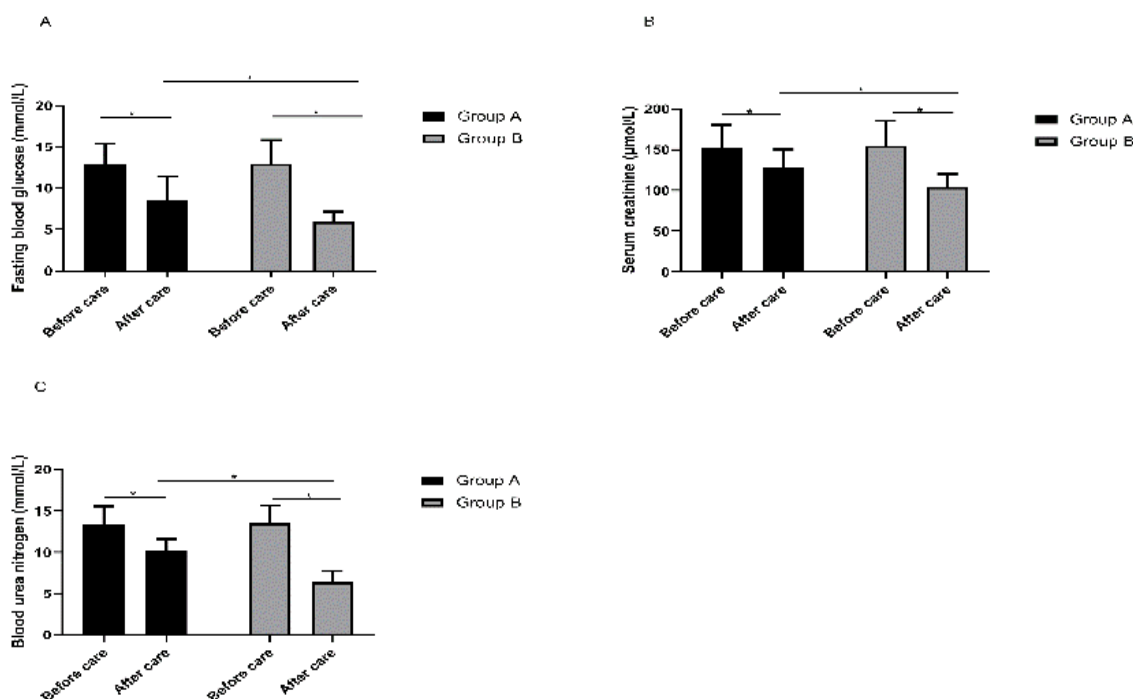 A
Fasting blood glucose (mmol/L)
20
15
10
5
0
*
*
*
Before care
After care
Before care
After care
Group A
Group B
B
Serum creatinine (μmol/L)
200
150
100
50
0
*
*
*
Before care
After care
Before care
After care
Group A
Group B
C
Blood urea nitrogen (mmol/L)
20
15
10
5
0
*
*
*
Before care
After care
Before care
After care
Group A
Group B